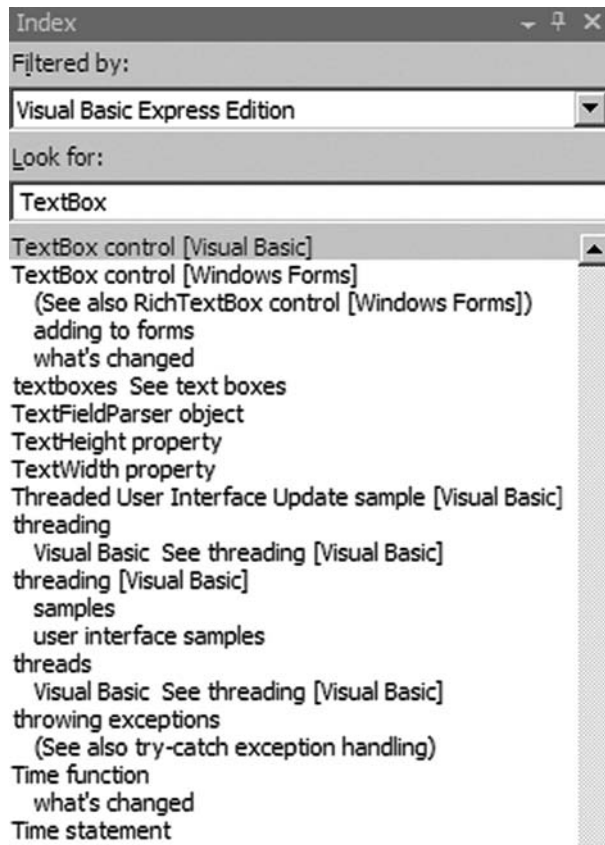 Index
Filtered by:
Visual Basic Express Edition
Look for:
TextBox
TextBox control [Visual Basic]
TextBox control [Windows Forms]
(See also RichTextBox control [Windows Forms])
adding to forms
what's changed
textboxes See text boxes
TextFieldParser object
TextHeight property
TextWidth property
Threaded User Interface Update sample [Visual Basic]
threading
Visual Basic See threading [Visual Basic]
threading [Visual Basic]
samples
user interface samples
threads
Visual Basic See threading [Visual Basic]
throwing exceptions
(See also try-catch exception handling)
Time function
what's changed
Time statement